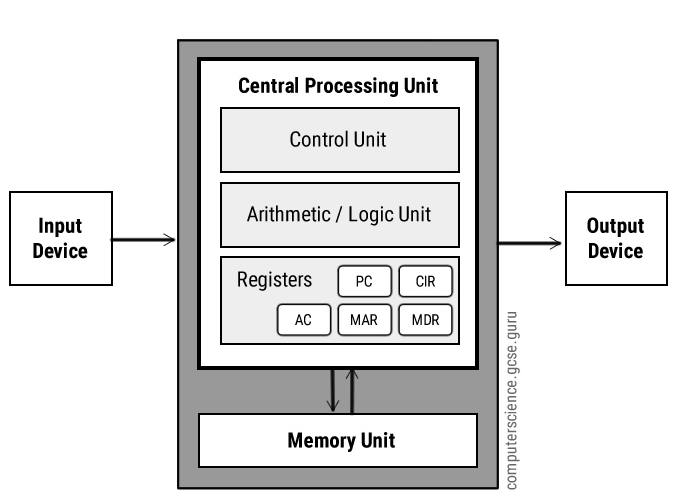 Central Processing Unit
Control Unit
Input
Device
Arithmetic / Logic Unit
Output
Device
Registers
PC
CIR
AC
MAR
MDR
Memory Unit
computerscience.gcse.guru